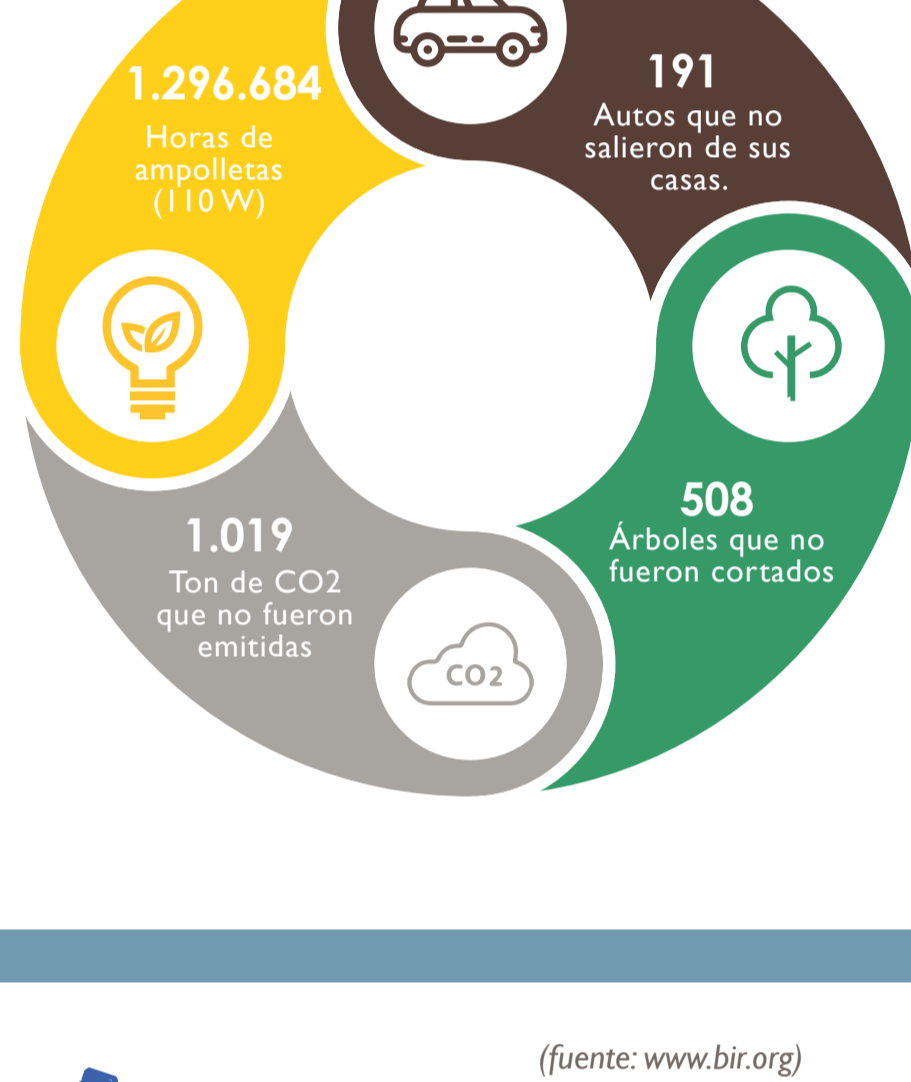 1.296.684
Horas de
ampolletas
(110 W)
191
Autos que no
salieron de sus
casas.
508
Árboles que no
fueron cortados
1.019
Ton de CO2
que no fueron
emitidas
CO2
(fuente: www.bir.org)